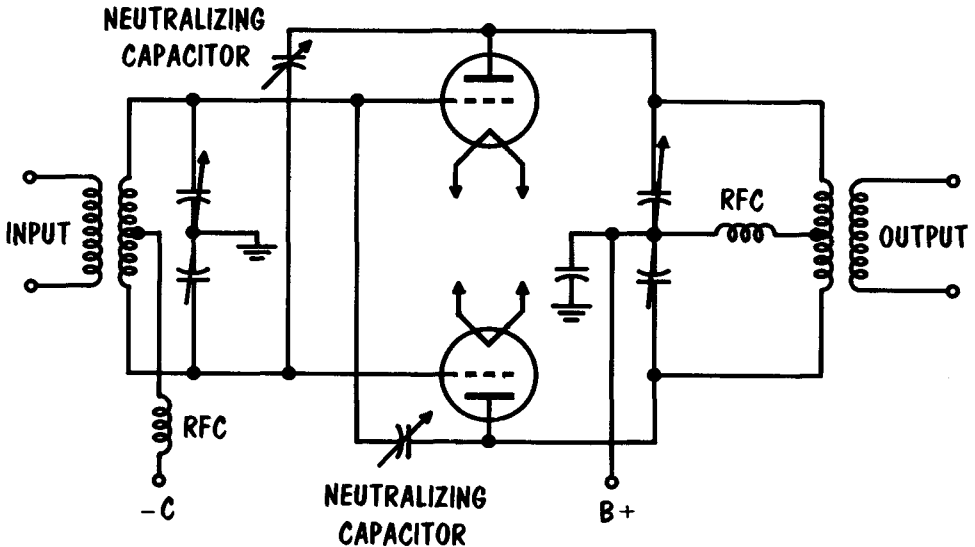 NEUTRALIZING
CAPACITOR
INPUT
RFC
OUTPUT
RFC
-C
NEUTRALIZING
CAPACITOR
B+